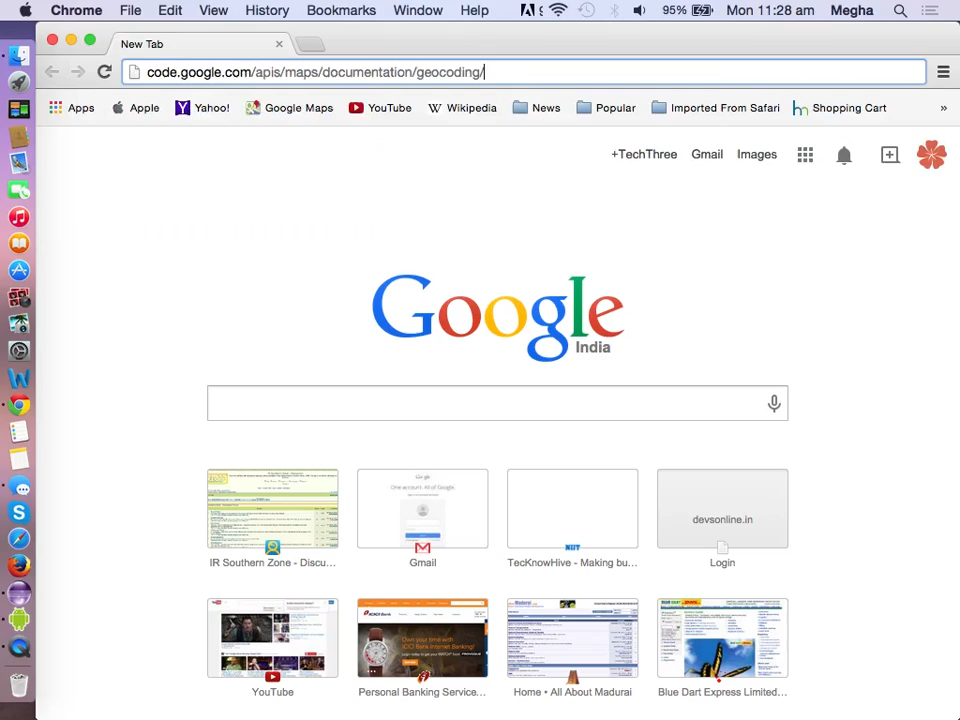 Chrome File Edit View History Bookmarks Window Help 95% Mon 11:28 am Megha
New Tab
code.google.com/apis/maps/documentation/geocoding/
Apps Apple Yahoo! Google Maps YouTube Wikipedia News Popular Imported From Safari Shopping Cart »
+TechThree Gmail Images
Google
India
devsonline.in
IR Southern Zone - Discu... Gmail TecKnowHive - Making bu... Login
YouTube Personal Banking Service... Home • All About Madurai Blue Dart Express Limited...